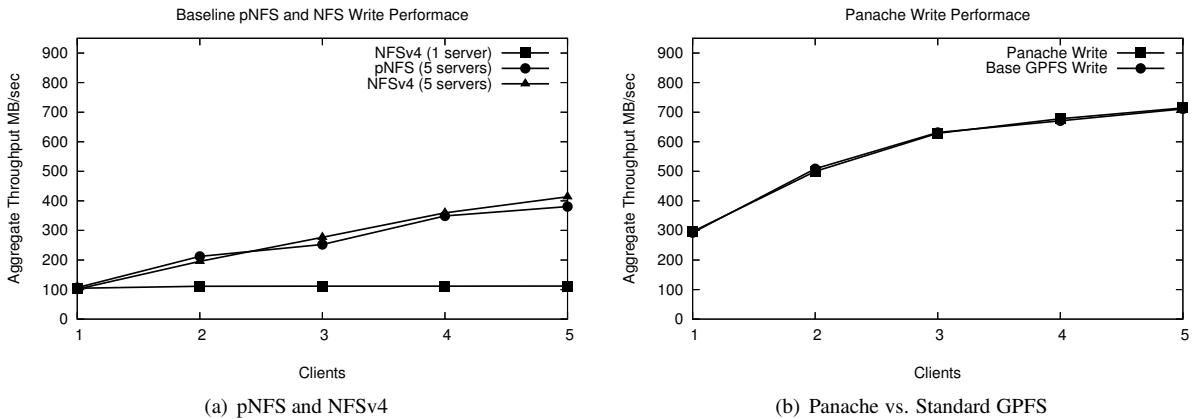 Baseline pNFS and NFS Write Performace
900
800
700
600
500
400
300
200
100
0
Aggregate Throughput MB/sec
NFSv4 (1 server)
pNFS (5 servers)
NFSv4 (5 servers)
1 2 3 4 5
Clients
(a) pNFS and NFSv4
Panache Write Performace
900
800
700
600
500
400
300
200
100
0
Aggregate Throughput MB/sec
Panache Write
Base GPFS Write
1 2 3 4 5
Clients
(b) Panache vs. Standard GPFS